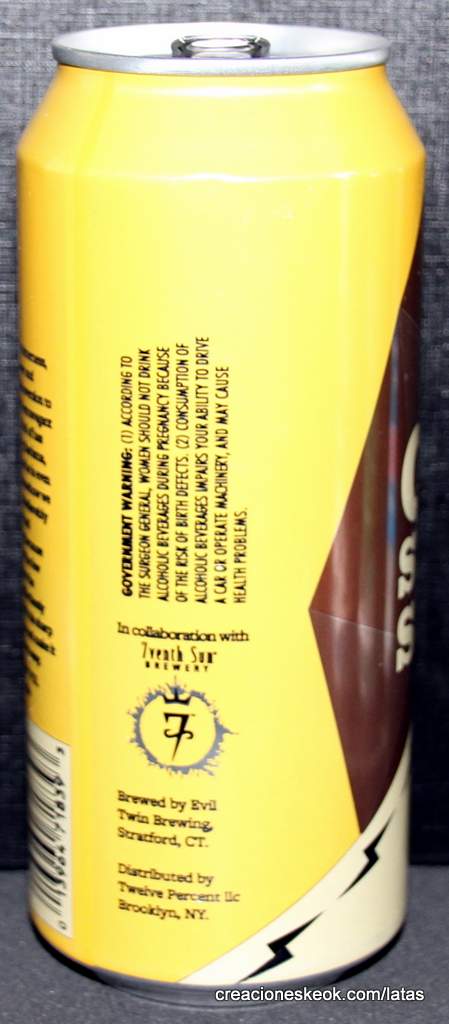 GOVERNMENT WARNING: (1) ACCORDING TO
THE SURGEON GENERAL, WOMEN SHOULD NOT DRINK
ALCOHOLIC BEVERAGES DURING PREGNANCY BECAUSE
OF THE RISK OF BIRTH DEFECTS. (2) CONSUMPTION OF
ALCOHOLIC BEVERAGES IMPAIRS YOUR ABILITY TO DRIVE
A CAR OR OPERATE MACHINERY, AND MAY CAUSE
HEALTH PROBLEMS.
In collaboration with
7venth Sun
BREWERY
7
Brewed by Evil
Twin Brewing,
Stratford, CT.
Distributed by
Twelve Percent llc
Brooklyn, NY.
creacioneskeok.com/latas